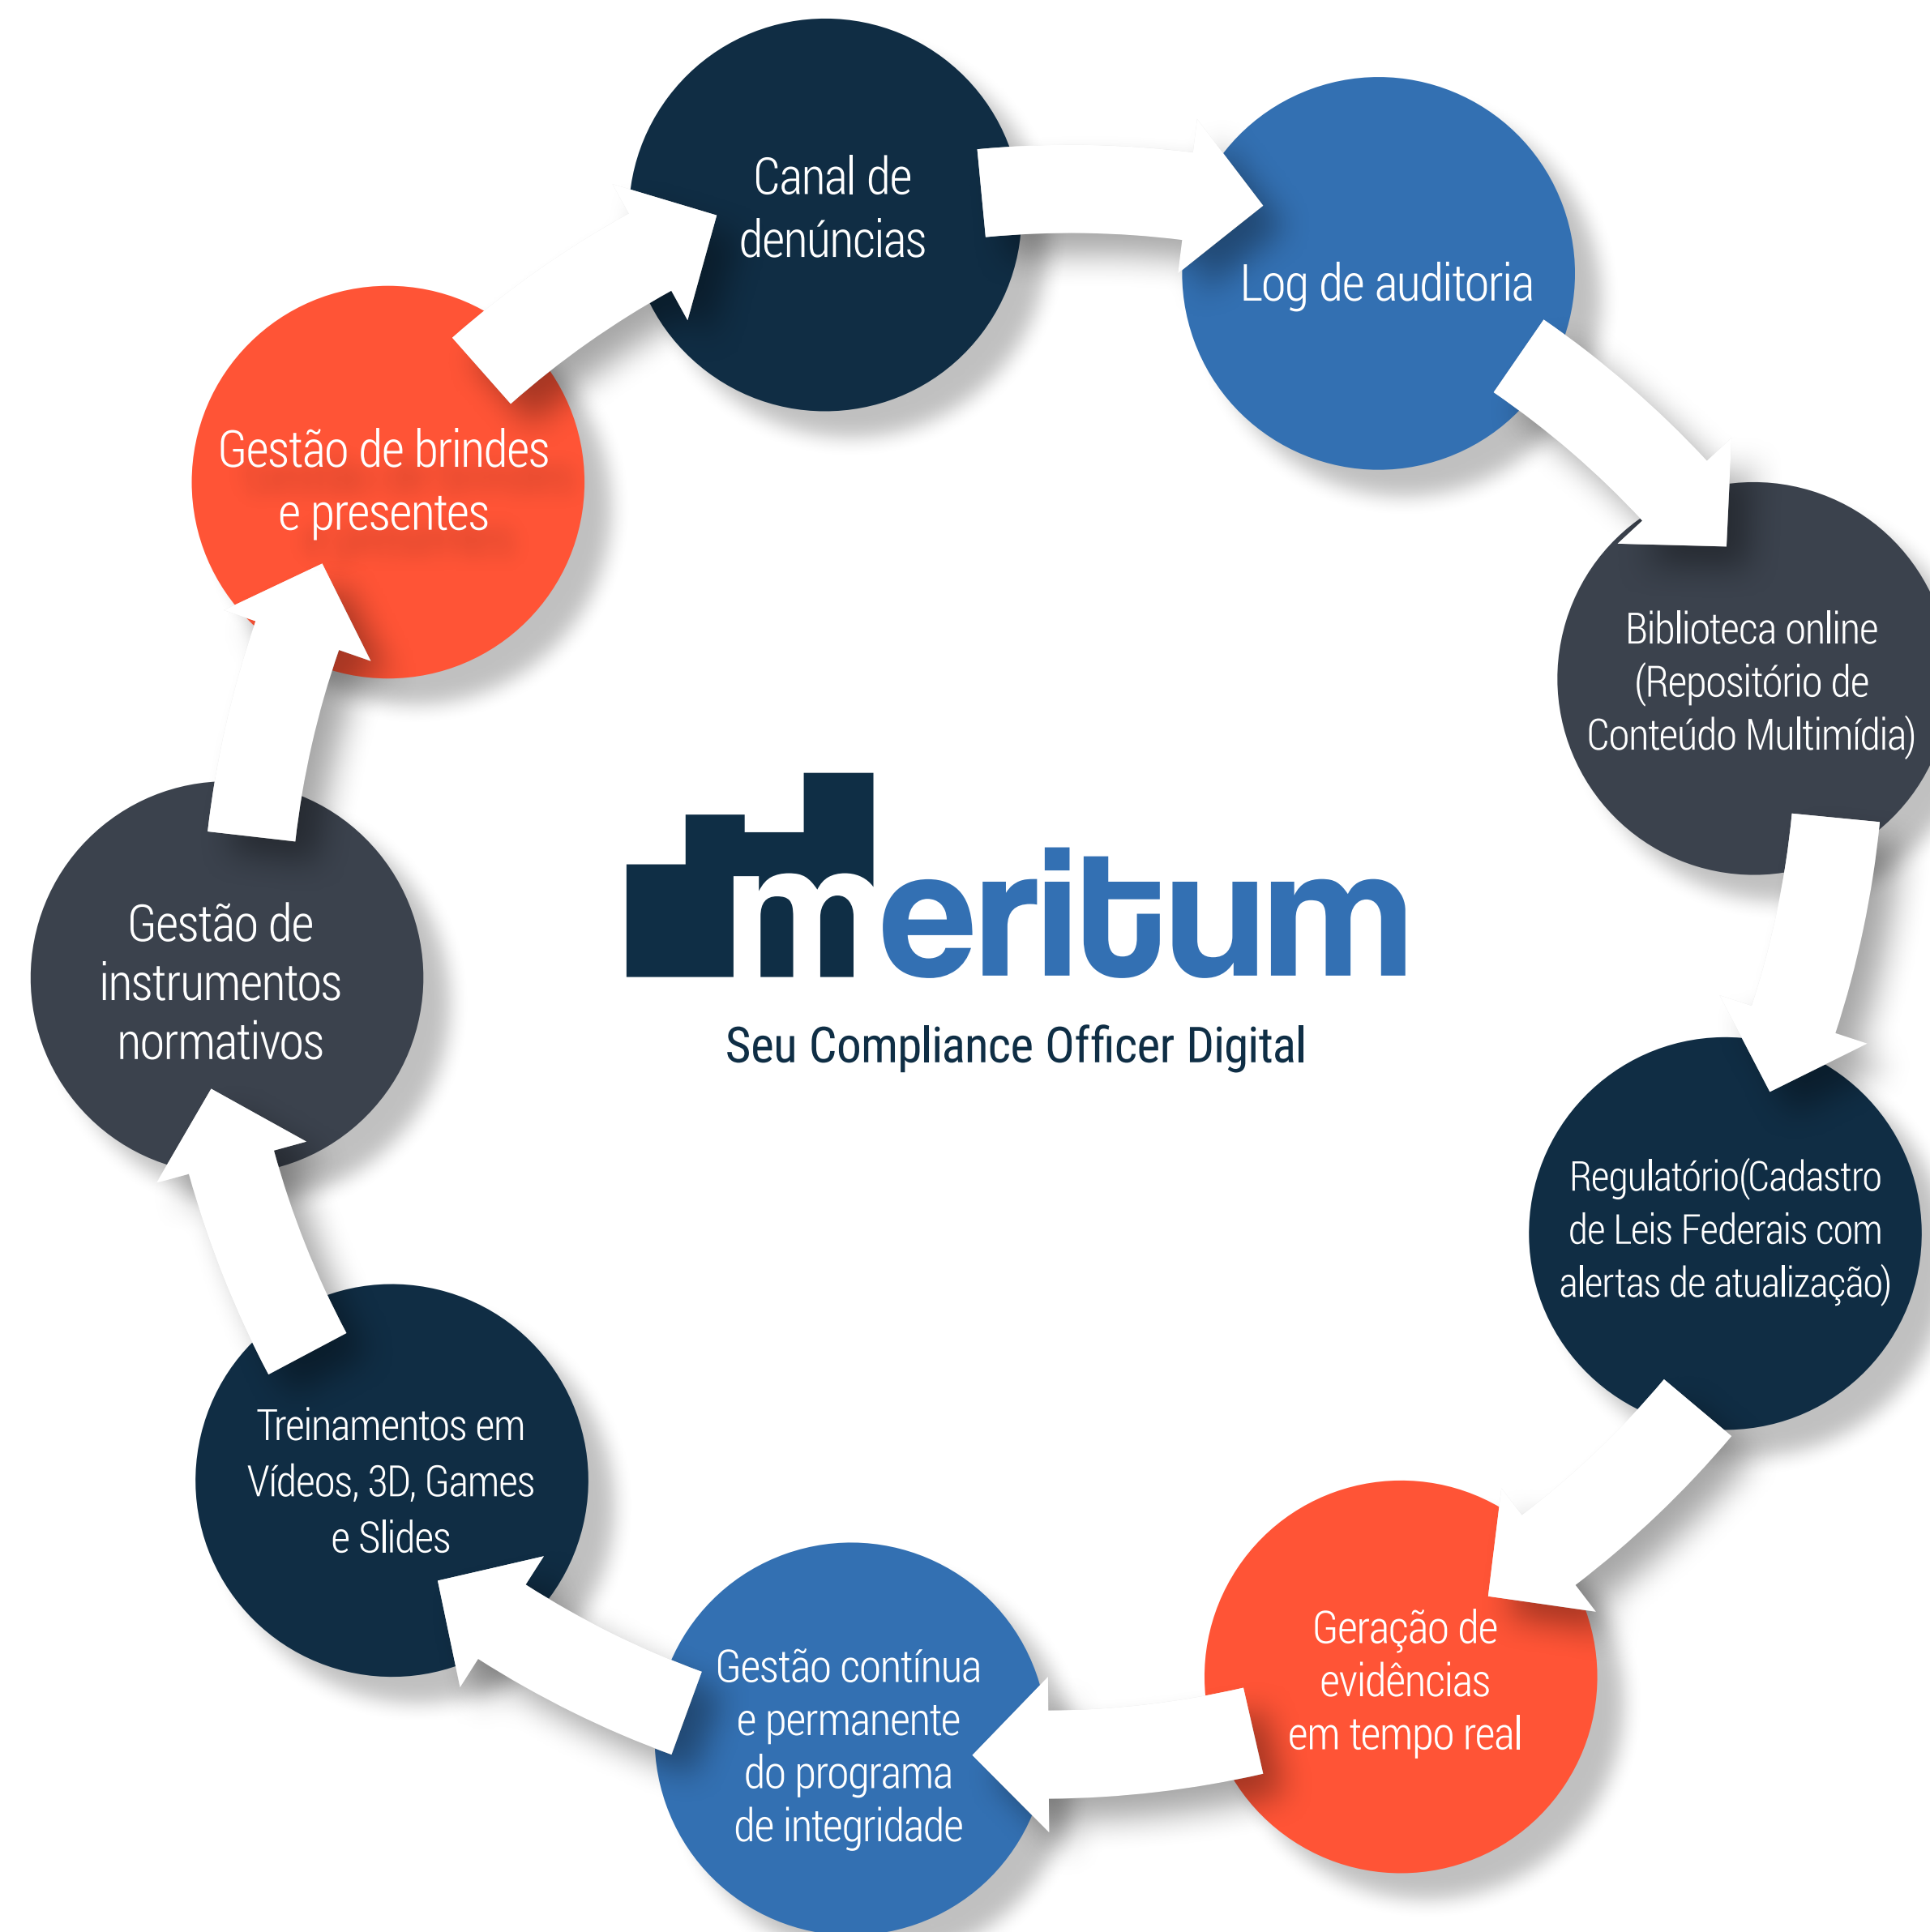 Canal de
denúncias
Log de auditoria
Biblioteca online
(Repositório de
Conteúdo Multimídia)
Regulatório(Cadastro
de Leis Federais com
alertas de atualização)
Geração de
evidências
em tempo real
Gestão contínua
e permanente
do programa
de integridade
Treinamentos em
Vídeos, 3D, Games
e Slides
Gestão de
instrumentos
normativos
Gestão de brindes
e presentes
meritum
Seu Compliance Officer Digital